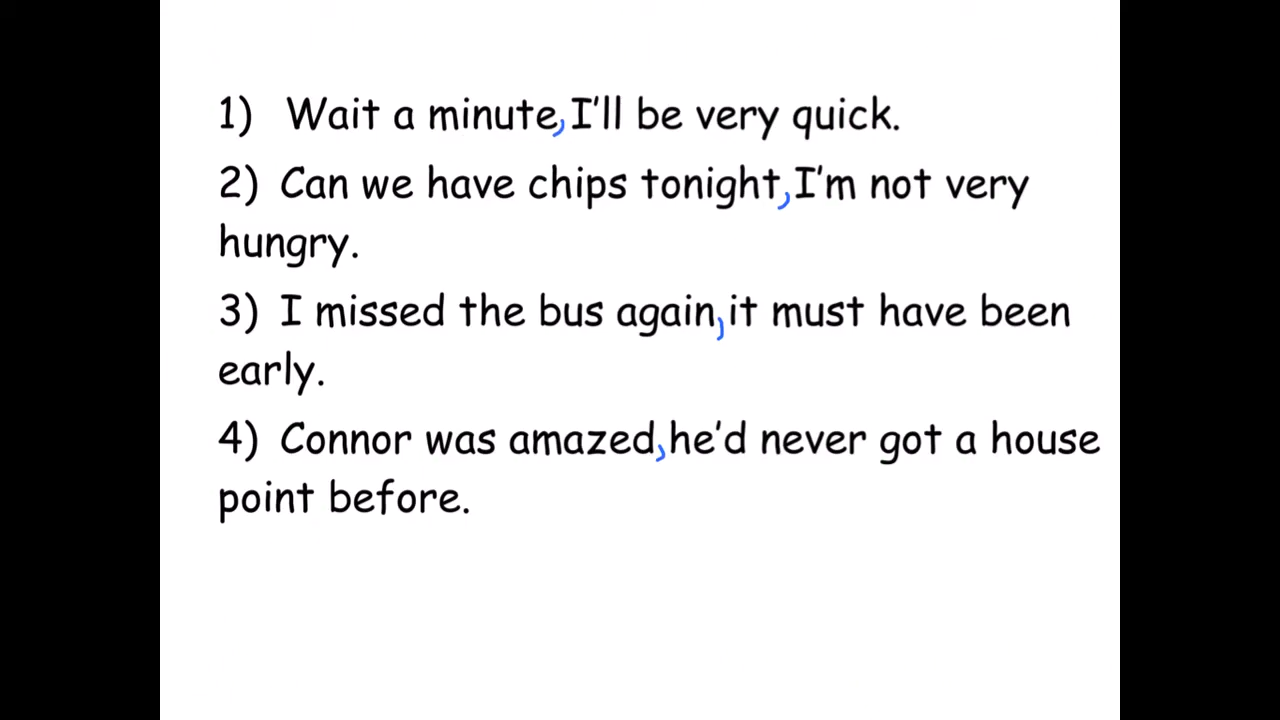 1) Wait a minute, I'll be very quick.
2) Can we have chips tonight, I'm not very
hungry.
3) I missed the bus again, it must have been
early.
4) Connor was amazed, he'd never got a house
point before.